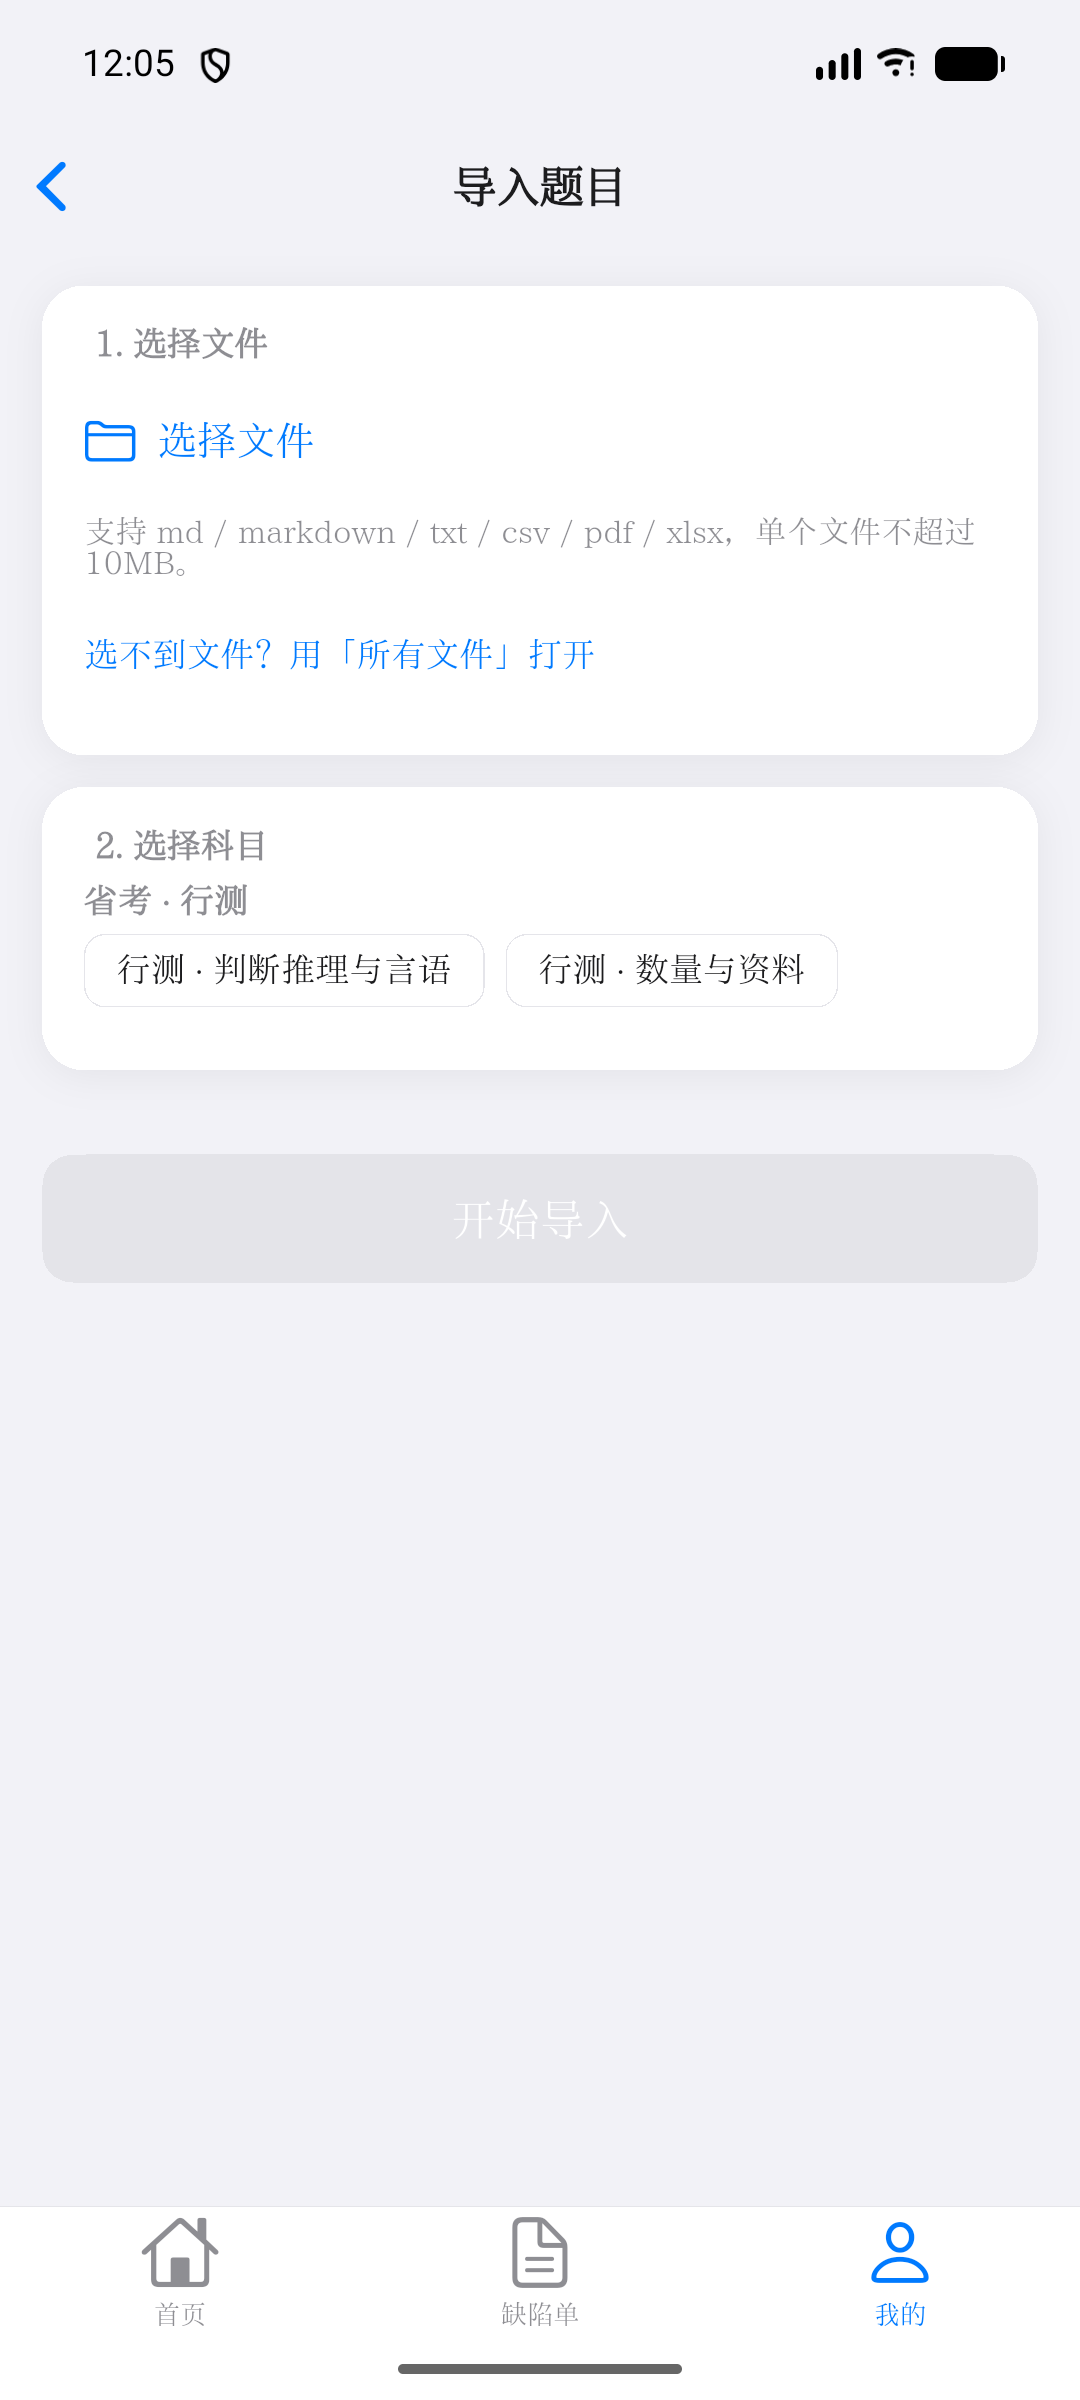 12:05
导入题目
1. 选择文件
选择文件
支持 md / markdown / txt / csv / pdf / xlsx，单个文件不超过
10MB。
选不到文件？用「所有文件」打开
2. 选择科目
省考 · 行测
行测 · 判断推理与言语
行测 · 数量与资料
开始导入
首页
缺陷单
我的